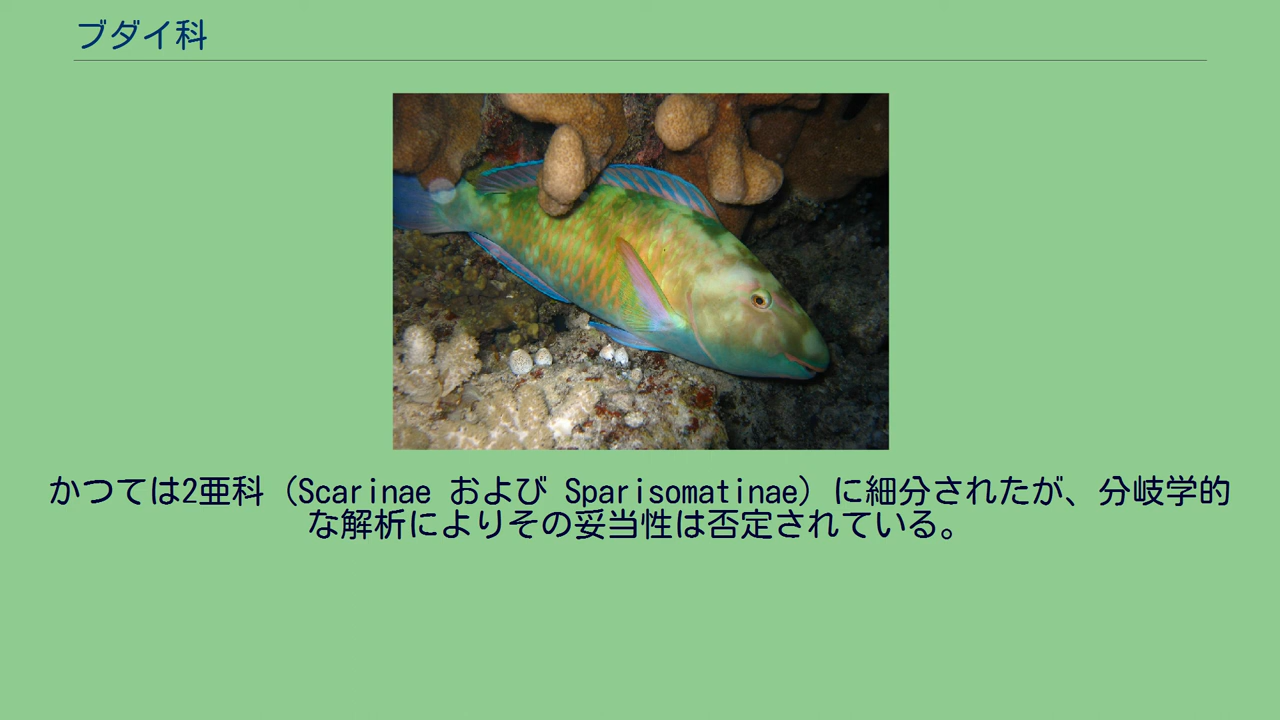 ブダイ科
かつては2亜科（Scarinae および Sparisomatinae）に細分されたが、分岐学的
な解析によりその妥当性は否定されている。